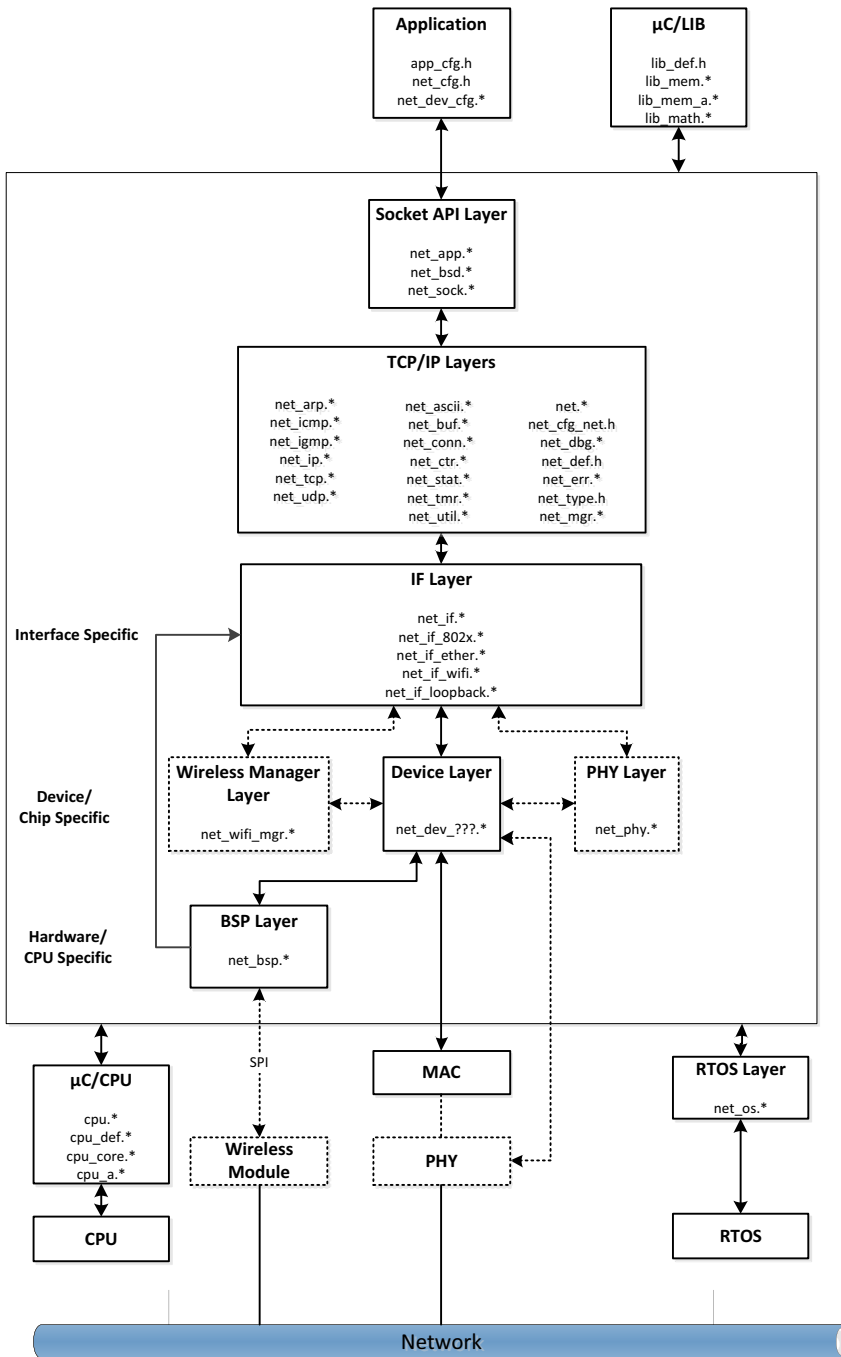 Application
app_cfg.h
net_cfg.h
net_dev_cfg.*
µC/LIB
lib_def.h
lib_mem.*
lib_mem_a.*
lib_math.*
Socket API Layer
net_app.*
net_bsd.*
net_sock.*
TCP/IP Layers
net_arp.*
net_icmp.*
net_igmp.*
net_ip.*
net_tcp.*
net_udp.*
net_ascii.*
net_buf.*
net_conn.*
net_ctr.*
net_stat.*
net_tmr.*
net_util.*
net.*
net_cfg_net.h
net_dbg.*
net_def.h
net_err.*
net_type.h
net_mgr.*
IF Layer
net_if.*
net_if_802x.*
net_if_ether.*
net_if_wifi.*
net_if_loopback.*
Interface Specific
Wireless Manager
Layer
net_wifi_mgr.*
Device Layer
net_dev_???.*
PHY Layer
net_phy.*
Device/
Chip Specific
BSP Layer
net_bsp.*
Hardware/
CPU Specific
SPI
µC/CPU
cpu.*
cpu_def.*
cpu_core.*
cpu_a.*
MAC
RTOS Layer
net_os.*
Wireless
Module
PHY
CPU
RTOS
Network